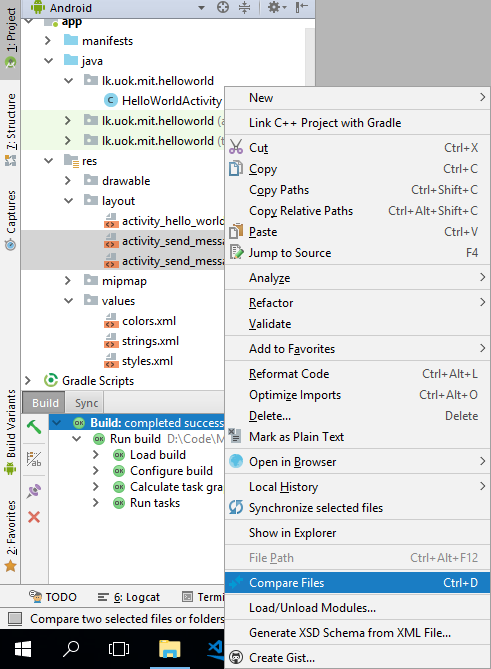 Android
1: Project
app
manifests
java
lk.uok.mit.helloworld
HelloWorldActivity
lk.uok.mit.helloworld (a
lk.uok.mit.helloworld (t
res
drawable
layout
activity_hello_world
activity_send_messa
activity_send_messa
mipmap
values
colors.xml
strings.xml
styles.xml
Gradle Scripts
7: Structure
Captures
Build Variants
2: Favorites
Build
Sync
Build: completed success
Run build D:\Code\M
Load build
Configure build
Calculate task gra
Run tasks
New
Link C++ Project with Gradle
Cut Ctrl+X
Copy Ctrl+C
Copy Paths Ctrl+Shift+C
Copy Relative Paths Ctrl+Alt+Shift+C
Paste Ctrl+V
Jump to Source F4
Analyze
Refactor
Validate
Add to Favorites
Reformat Code Ctrl+Alt+L
Optimize Imports Ctrl+Alt+O
Delete... Delete
Mark as Plain Text
Open in Browser
Local History
Synchronize selected files
Show in Explorer
File Path Ctrl+Alt+F12
Compare Files Ctrl+D
Load/Unload Modules...
Generate XSD Schema from XML File...
Create Gist...
TODO
6: Logcat
Termi
Compare two selected files or folders